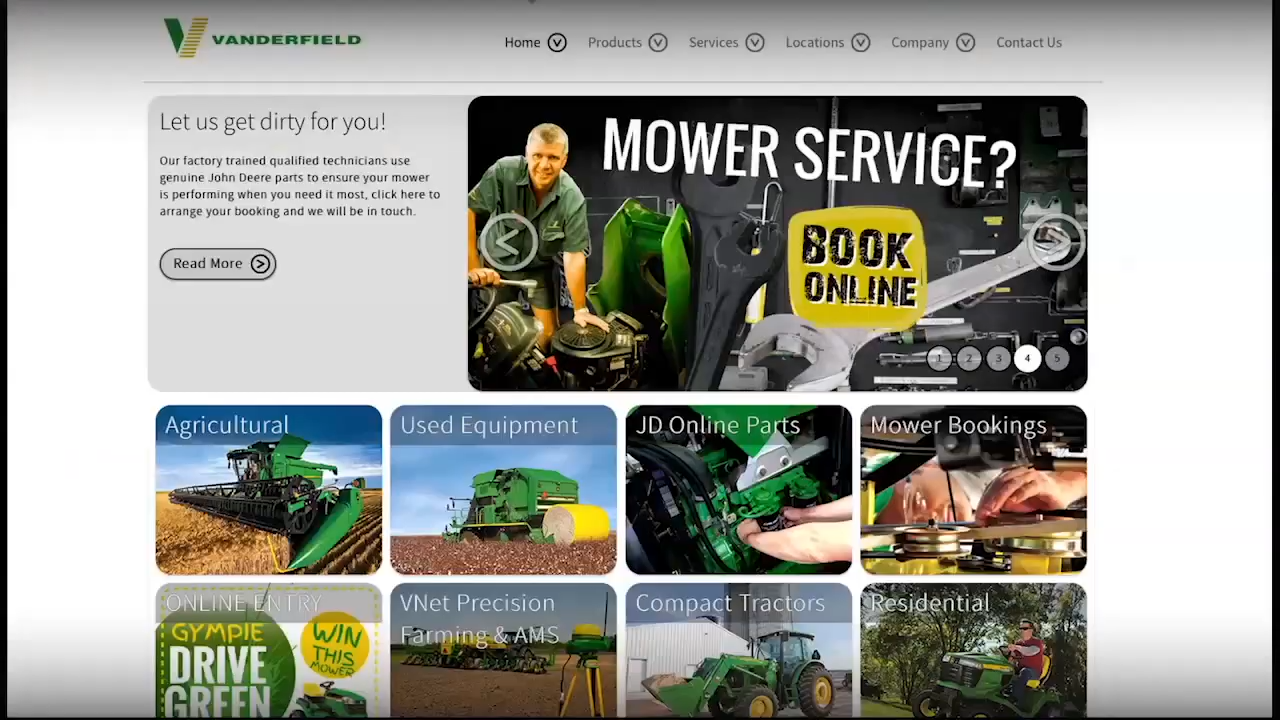 VANDERFIELD
Home
Products
Services
Locations
Company
Contact Us
Let us get dirty for you!
Our factory trained qualified technicians use
genuine John Deere parts to ensure your mower
is performing when you need it most, click here to
arrange your booking and we will be in touch.
Read More
MOWER SERVICE?
BOOK
ONLINE
1 2 3 4 5
Agricultural
Used Equipment
JD Online Parts
Mower Bookings
ONLINE ENTRY
GYMPIE
DRIVE
GREEN
WIN
THIS
MOWER
VNet Precision
Farming & AMS
Compact Tractors
Residential